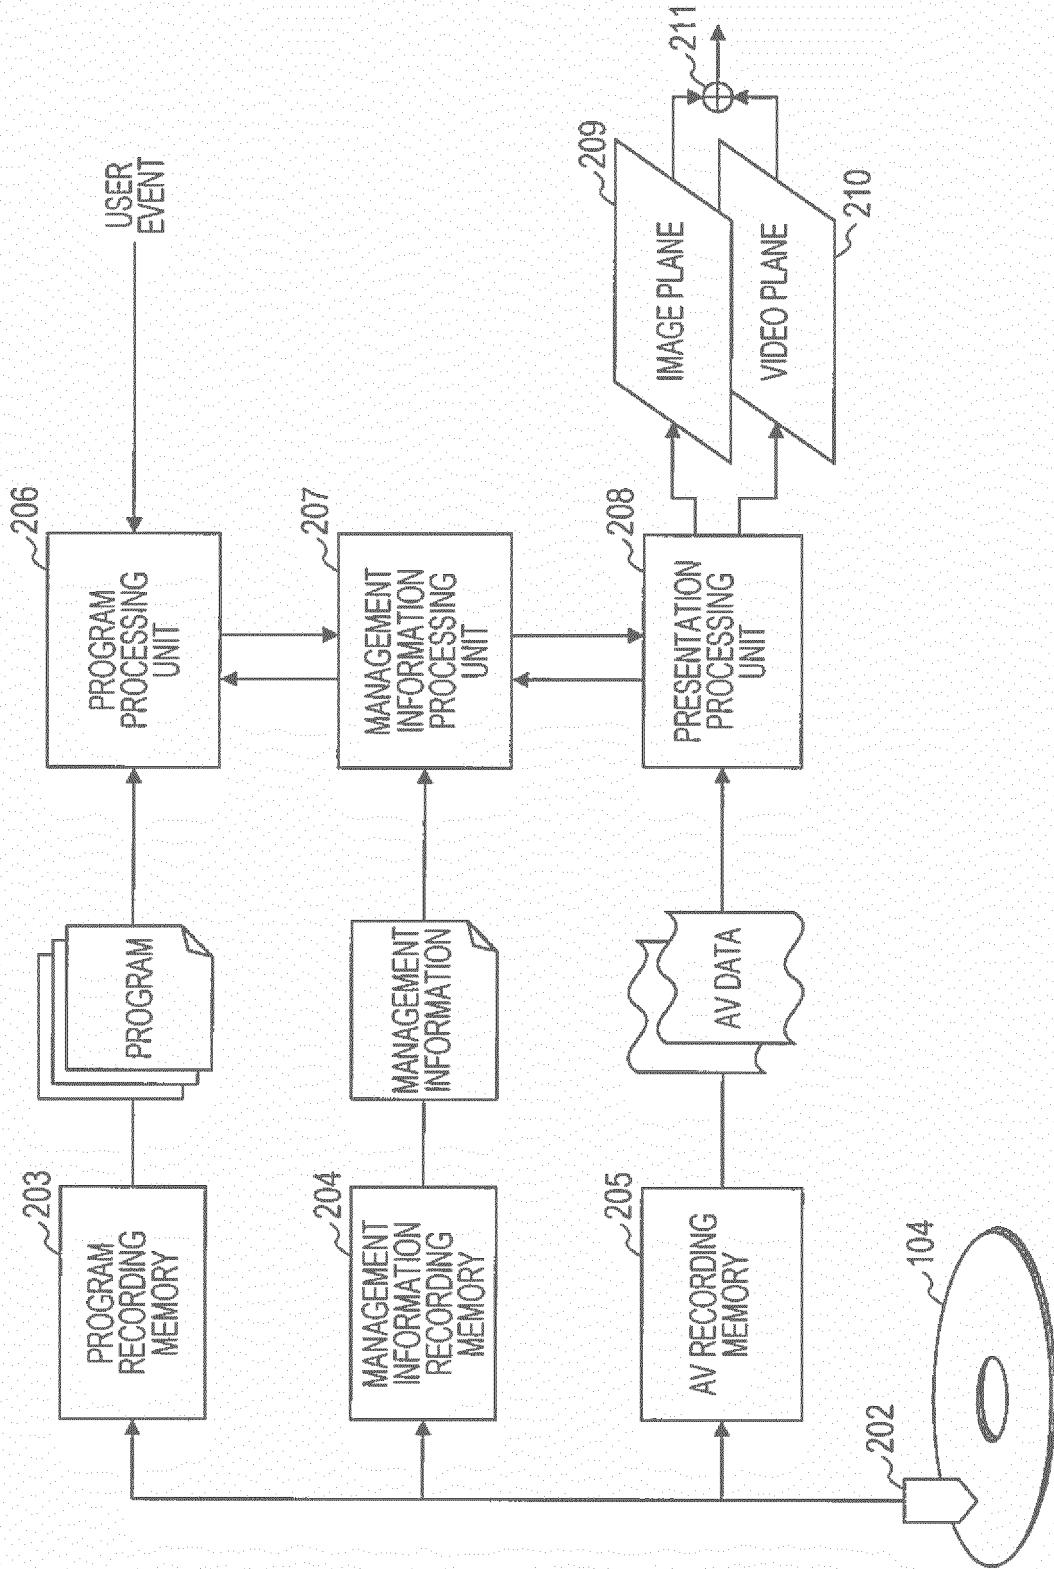 203
PROGRAM
RECORDING
MEMORY
PROGRAM
206
PROGRAM
PROCESSING
UNIT
USER
EVENT
204
MANAGEMENT
INFORMATION
RECORDING
MEMORY
MANAGEMENT
INFORMATION
207
MANAGEMENT
INFORMATION
PROCESSING
UNIT
205
AV RECORDING
MEMORY
AV DATA
208
PRESENTATION
PROCESSING
UNIT
209
IMAGE PLANE
VIDEO PLANE
210
211
202
104